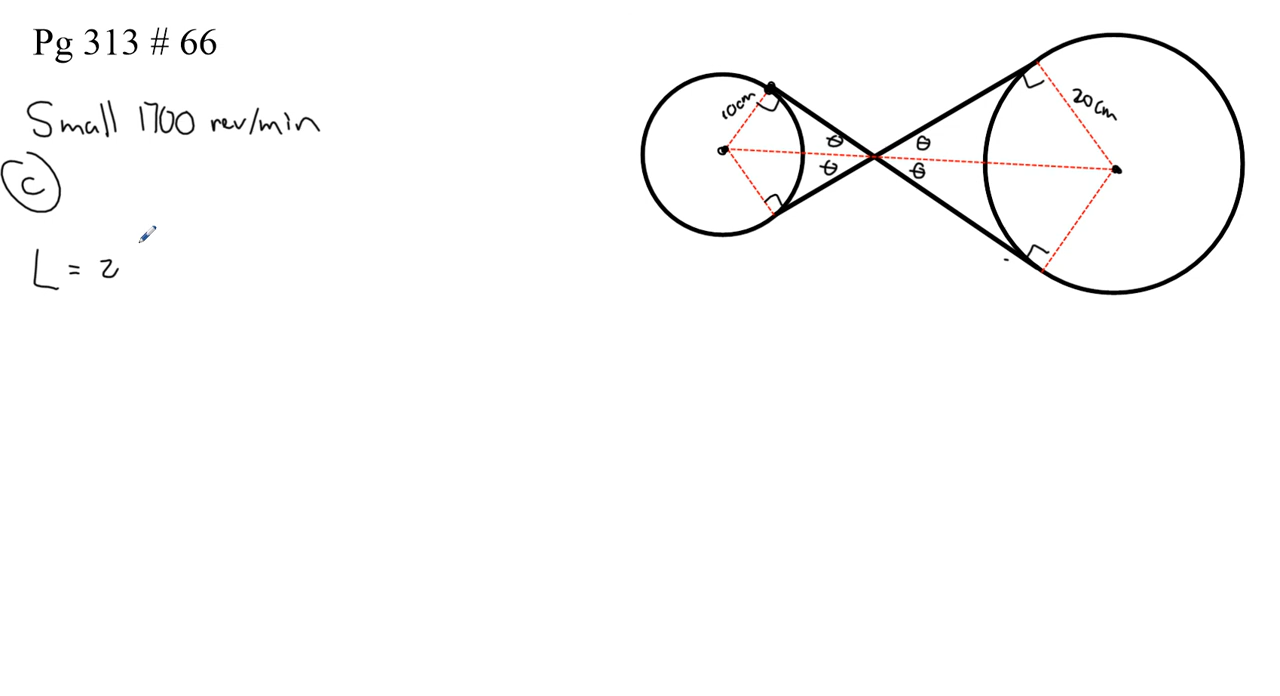 Pg 313 # 66
Small 1700 rev/min
C
L = 2
10cm
θ
θ
θ
θ
20cm